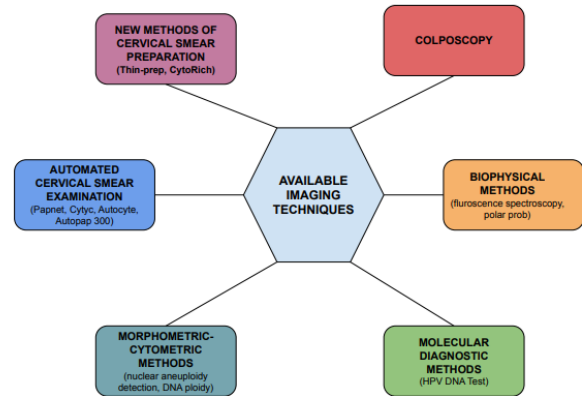 NEW METHODS OF
CERVICAL SMEAR
PREPARATION
(Thin-prep, CytoRich)
COLPOSCOPY
AUTOMATED
CERVICAL SMEAR
EXAMINATION
(Papnet, Cytyc, Autocyte,
Autopap 300)
AVAILABLE
IMAGING
TECHNIQUES
BIOPHYSICAL
METHODS
(fluroscence spectroscopy,
polar prob)
MORPHOMETRIC-
CYTOMETRIC
METHODS
(nuclear aneuploidy
detection, DNA ploidy)
MOLECULAR
DIAGNOSTIC
METHODS
(HPV DNA Test)